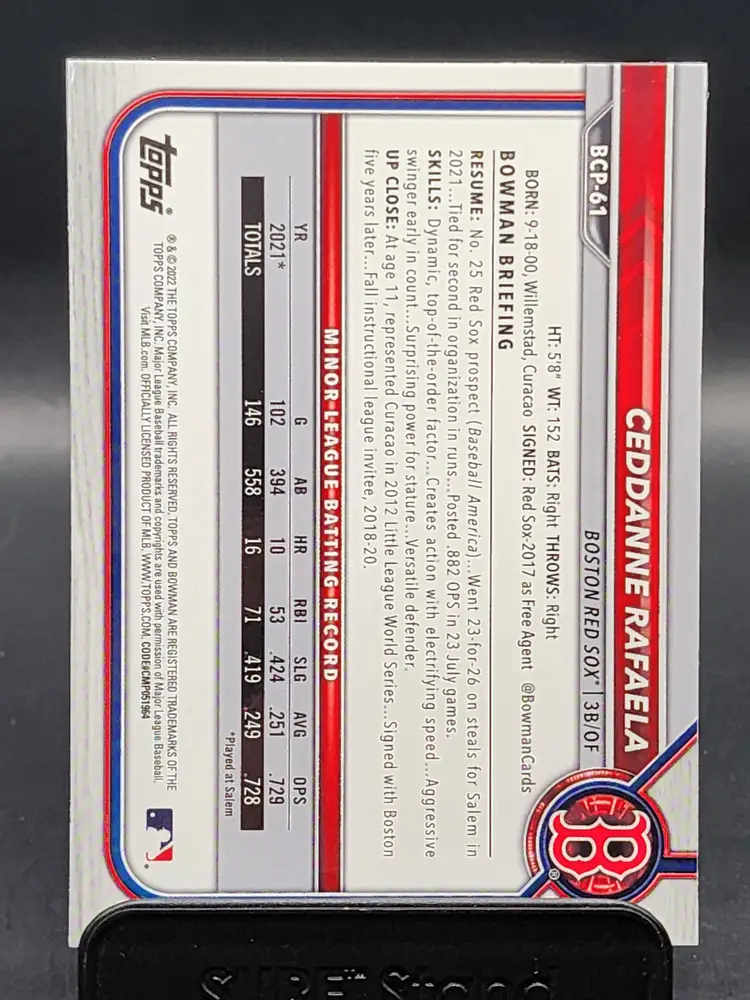 BCP-61
CEDDANNE RAFAELA
BOSTON RED SOX® | 3B/OF
HT: 5'8" WT: 152 BATS: Right THROWS: Right
BORN: 9-18-00, Willemstad, Curacao SIGNED: Red Sox-2017 as Free Agent @BowmanCards
BOWMAN BRIEFING
RESUME: No. 25 Red Sox prospect (Baseball America)...Went 23-for-26 on steals for Salem in
2021...Tied for second in organization in runs...Posted .882 OPS in 23 July games.
SKILLS: Dynamic, top-of-the-order factor...Creates action with electrifying speed...Aggressive
swinger early in count...Surprising power for stature...Versatile defender.
UP CLOSE: At age 11, represented Curacao in 2012 Little League World Series...Signed with Boston
five years later...Fall instructional league invitee, 2018-20.
MINOR LEAGUE BATTING RECORD
YR G AB HR RBI SLG AVG OPS
2021* 102 394 10 53 .424 .251 .729
TOTALS 146 558 16 71 .419 .249 .728
*Played at Salem
topps®
® & © 2022 THE TOPPS COMPANY, INC. ALL RIGHTS RESERVED. TOPPS AND BOWMAN ARE REGISTERED TRADEMARKS OF THE
TOPPS COMPANY, INC. Major League Baseball trademarks and copyrights are used with permission of Major League Baseball.
Visit MLB.com. OFFICIALLY LICENSED PRODUCT OF MLB. WWW.TOPPS.COM. CODE#CMP051964
B®
SURE™ Stand